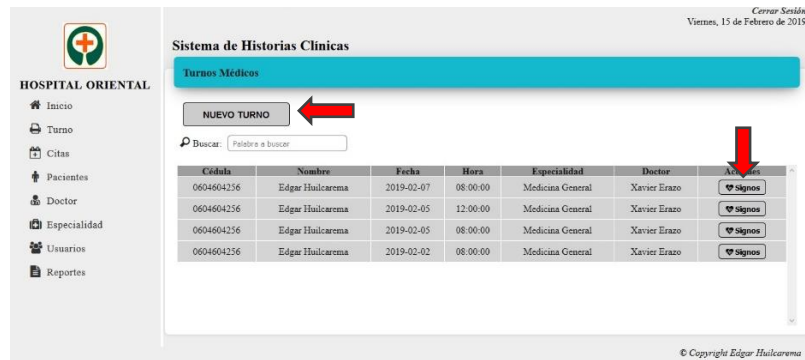 Cerrar Sesión
Viernes, 15 de Febrero de 2019
Sistema de Historias Clínicas
Turnos Médicos
HOSPITAL ORIENTAL
Inicio
Turno
Citas
Pacientes
Doctor
Especialidad
Usuarios
Reportes
NUEVO TURNO
Buscar: Palabra a buscar
Cédula Nombre Fecha Hora Especialidad Doctor
0604604256 Edgar Huilcarema 2019-02-07 08:00:00 Medicina General Xavier Erazo Signos
0604604256 Edgar Huilcarema 2019-02-05 12:00:00 Medicina General Xavier Erazo Signos
0604604256 Edgar Huilcarema 2019-02-05 08:00:00 Medicina General Xavier Erazo Signos
0604604256 Edgar Huilcarema 2019-02-02 08:00:00 Medicina General Xavier Erazo Signos
© Copyright Edgar Huilcarema